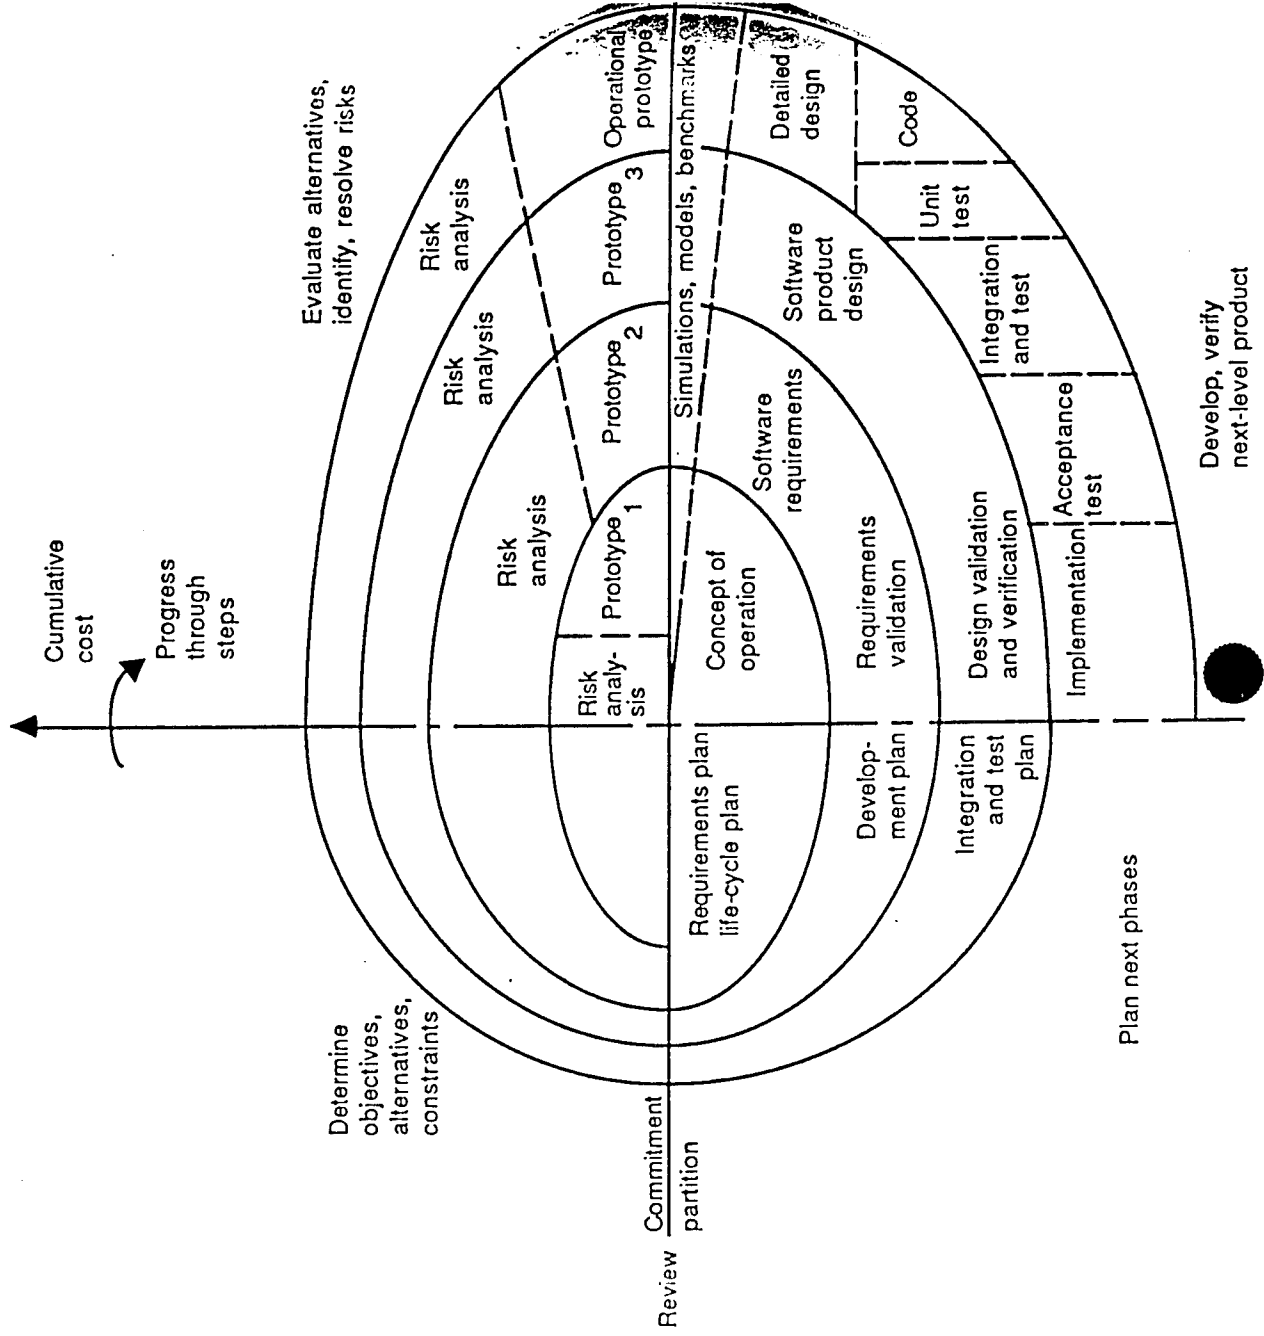 Cumulative
cost
Progress
through
steps
Evaluate alternatives,
identify, resolve risks
Determine
objectives,
alternatives,
constraints
Risk
analysis
Risk
analysis
Risk
analysis
Risk
analy-
sis
Operational
prototype
Prototype
3
Prototype
2
Prototype
1
Review
Commitment
partition
Simulations, models, benchmarks
Requirements plan
life-cycle plan
Concept of
operation
Software
requirements
Software
product
design
Detailed
design
Code
Unit
test
Integration
and test
Acceptance
test
Implementation
Develop-
ment plan
Requirements
validation
Integration
and test
plan
Design validation
and verification
Plan next phases
Develop, verify
next-level product